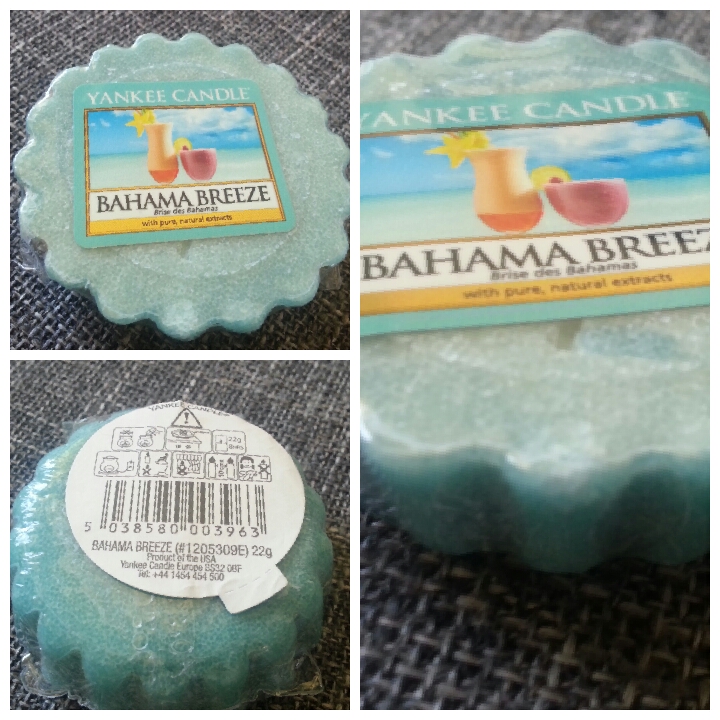 YANKEE CANDLE
BAHAMA BREEZE
Brise des Bahamas
with pure, natural extracts
YANKEE CANDLE
BAHAMA BREEZ
Brise des Bahamas
with pure, natural extracts
YANKEE CANDLE
5 038580 003963
BAHAMA BREEZE (#1205309E) 22g
Product of the USA
Yankee Candle Europe BS32 0BF
Tel: +44 1454 454 500